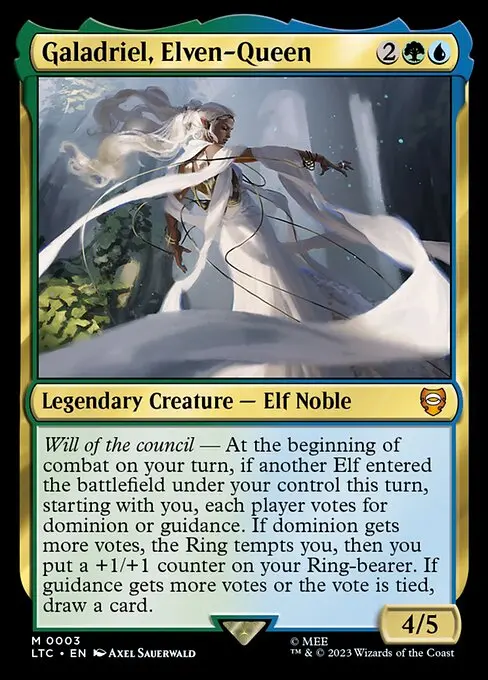 Galadriel, Elven-Queen 2
Legendary Creature — Elf Noble
Will of the council — At the beginning of
combat on your turn, if another Elf entered
the battlefield under your control this turn,
starting with you, each player votes for
dominion or guidance. If dominion gets
more votes, the Ring tempts you, then you
put a +1/+1 counter on your Ring-bearer. If
guidance gets more votes or the vote is tied,
draw a card.
4/5
M 0003
LTC • EN Axel Sauerwald
© MEE
™ & © 2023 Wizards of the Coast